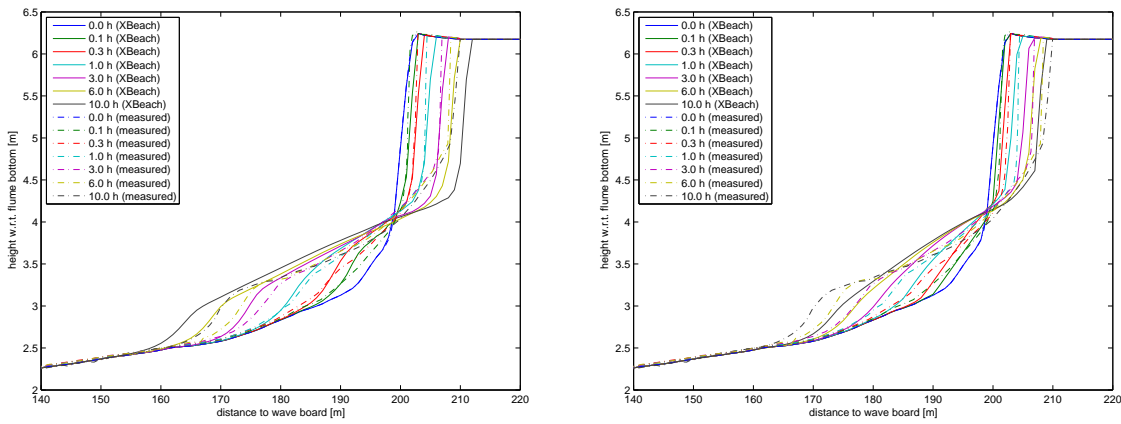 0.0 h (XBeach)
0.1 h (XBeach)
0.3 h (XBeach)
1.0 h (XBeach)
3.0 h (XBeach)
6.0 h (XBeach)
10.0 h (XBeach)
0.0 h (measured)
0.1 h (measured)
0.3 h (measured)
1.0 h (measured)
3.0 h (measured)
6.0 h (measured)
10.0 h (measured)
6.5
6
5.5
5
4.5
4
3.5
3
2.5
2
height w.r.t. flume bottom [m]
140 150 160 170 180 190 200 210 220
distance to wave board [m]
0.0 h (XBeach)
0.1 h (XBeach)
0.3 h (XBeach)
1.0 h (XBeach)
3.0 h (XBeach)
6.0 h (XBeach)
10.0 h (XBeach)
0.0 h (measured)
0.1 h (measured)
0.3 h (measured)
1.0 h (measured)
3.0 h (measured)
6.0 h (measured)
10.0 h (measured)
6.5
6
5.5
5
4.5
4
3.5
3
2.5
2
height w.r.t. flume bottom [m]
140 150 160 170 180 190 200 210 220
distance to wave board [m]